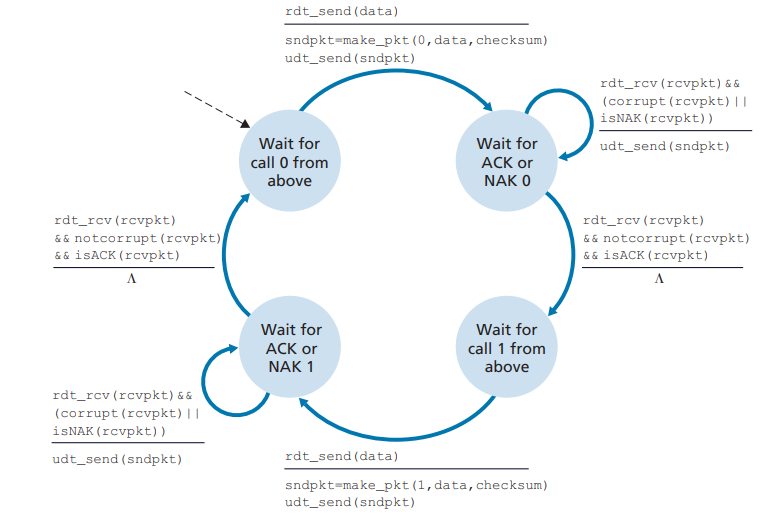 rdt_send(data)
sndpkt=make_pkt(0,data,checksum)
udt_send(sndpkt)
rdt_rcv(rcvpkt)&&
(corrupt(rcvpkt)||
isNAK(rcvpkt))
udt_send(sndpkt)
Wait for
call 0 from
above
Wait for
ACK or
NAK 0
rdt_rcv(rcvpkt)
&& notcorrupt(rcvpkt)
&& isACK(rcvpkt)
Λ
rdt_rcv(rcvpkt)
&& notcorrupt(rcvpkt)
&& isACK(rcvpkt)
Λ
Wait for
ACK or
NAK 1
Wait for
call 1 from
above
rdt_rcv(rcvpkt)&&
(corrupt(rcvpkt)||
isNAK(rcvpkt))
udt_send(sndpkt)
rdt_send(data)
sndpkt=make_pkt(1,data,checksum)
udt_send(sndpkt)